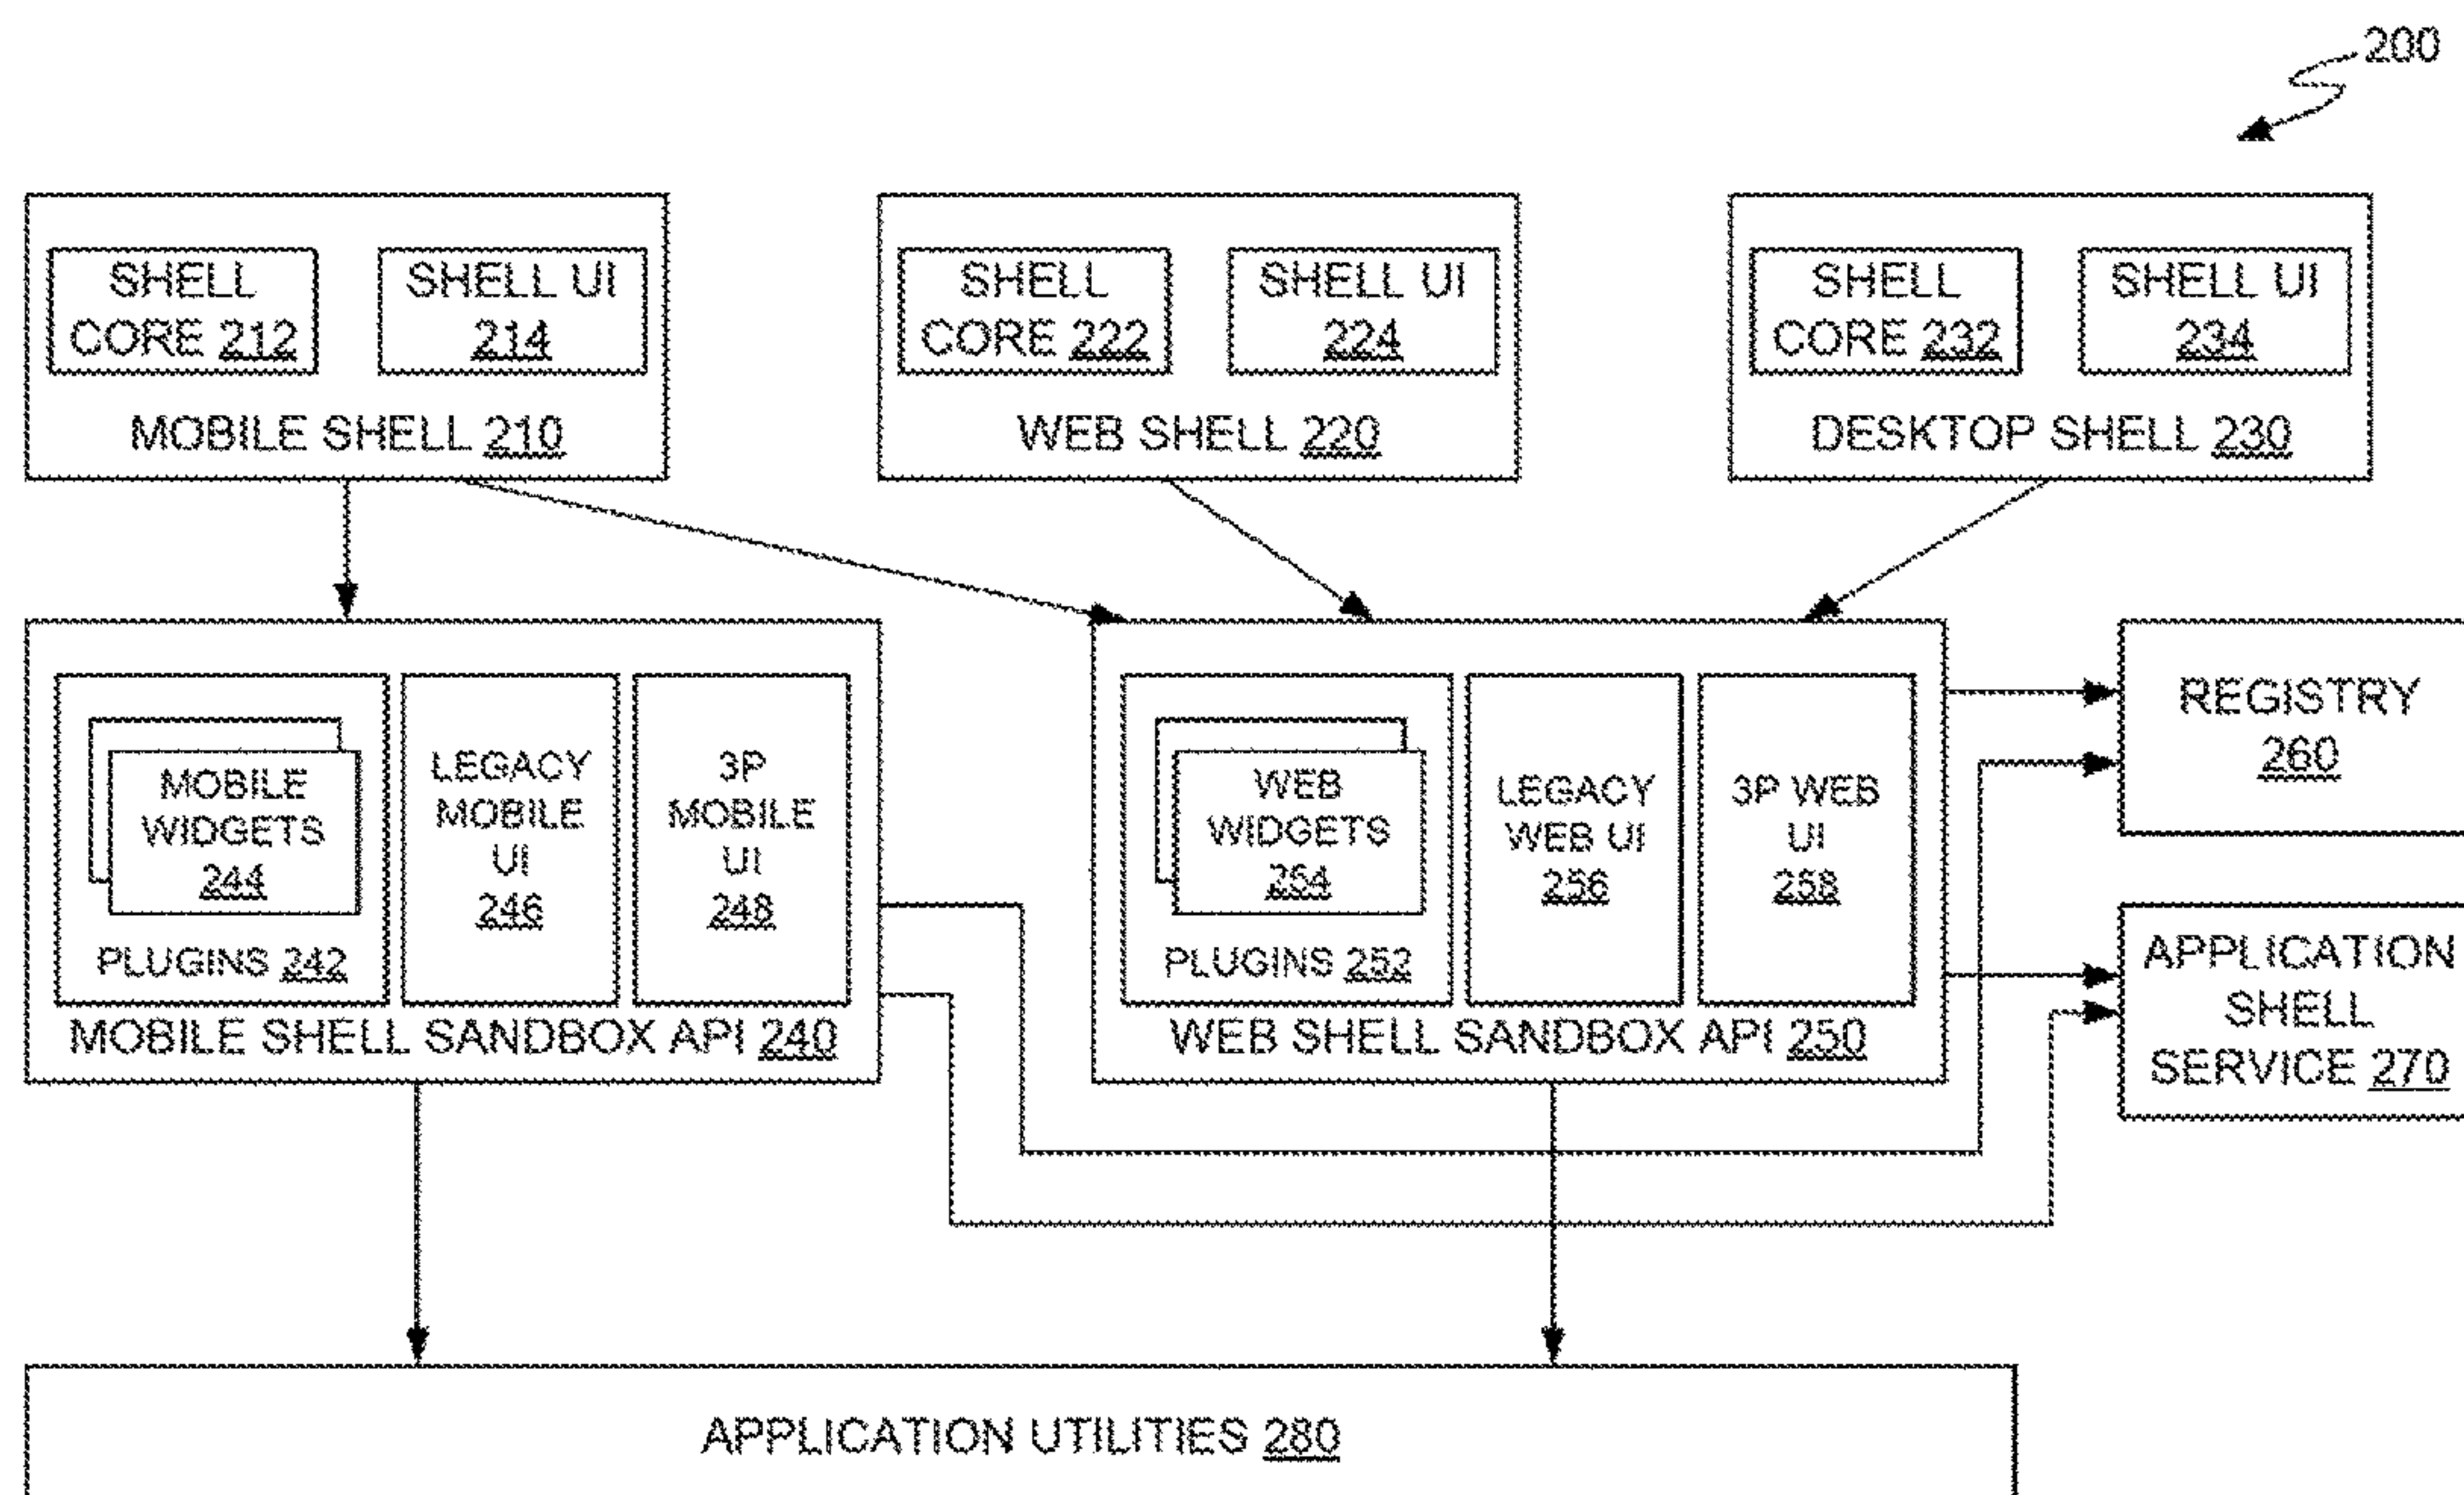 200
SHELL
CORE 212
SHELL UI
214
MOBILE SHELL 210
SHELL
CORE 222
SHELL UI
224
WEB SHELL 220
SHELL
CORE 232
SHELL UI
234
DESKTOP SHELL 230
MOBILE
WIDGETS
244
PLUGINS 242
LEGACY
MOBILE
UI
246
3P
MOBILE
UI
248
MOBILE SHELL SANDBOX API 240
WEB
WIDGETS
254
PLUGINS 252
LEGACY
WEB UI
256
3P WEB
UI
258
WEB SHELL SANDBOX API 250
REGISTRY
260
APPLICATION
SHELL
SERVICE 270
APPLICATION UTILITIES 280